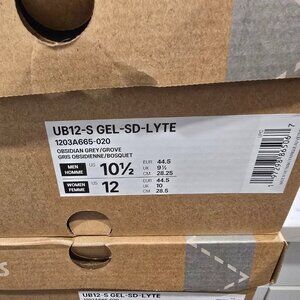 UB12-S GEL-SD-LYTE
1203A665-020
OBSIDIAN GREY/GROVE
GRIS OBSIDIENNE/BOSQUET
MEN HOMME US 10½ EUR 44.5 UK 9½ CM 28.25
WOMEN FEMME US 12 EUR 44.5 UK 10 CM 28.5
UB12-S GEL-SD-LYTE